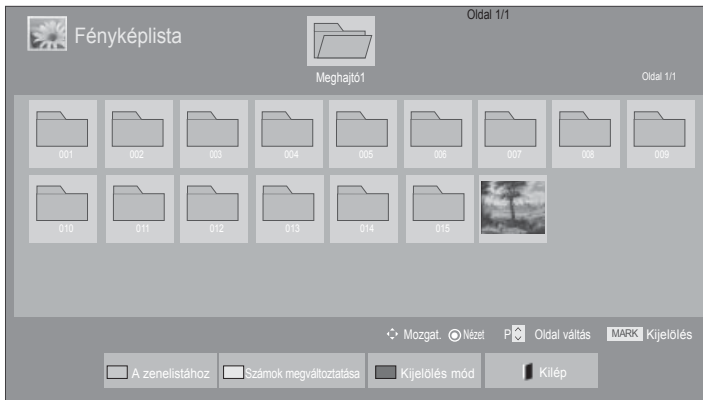 Oldal 1/1
Fényképlista
Meghajtó1
Oldal 1/1
001 002 003 004 005 006 007 008 009
010 011 012 013 014 015
Mozgat. Nézet P Oldal váltás MARK Kijelölés
A zenelistához Számok megváltoztatása Kijelölés mód Kilép